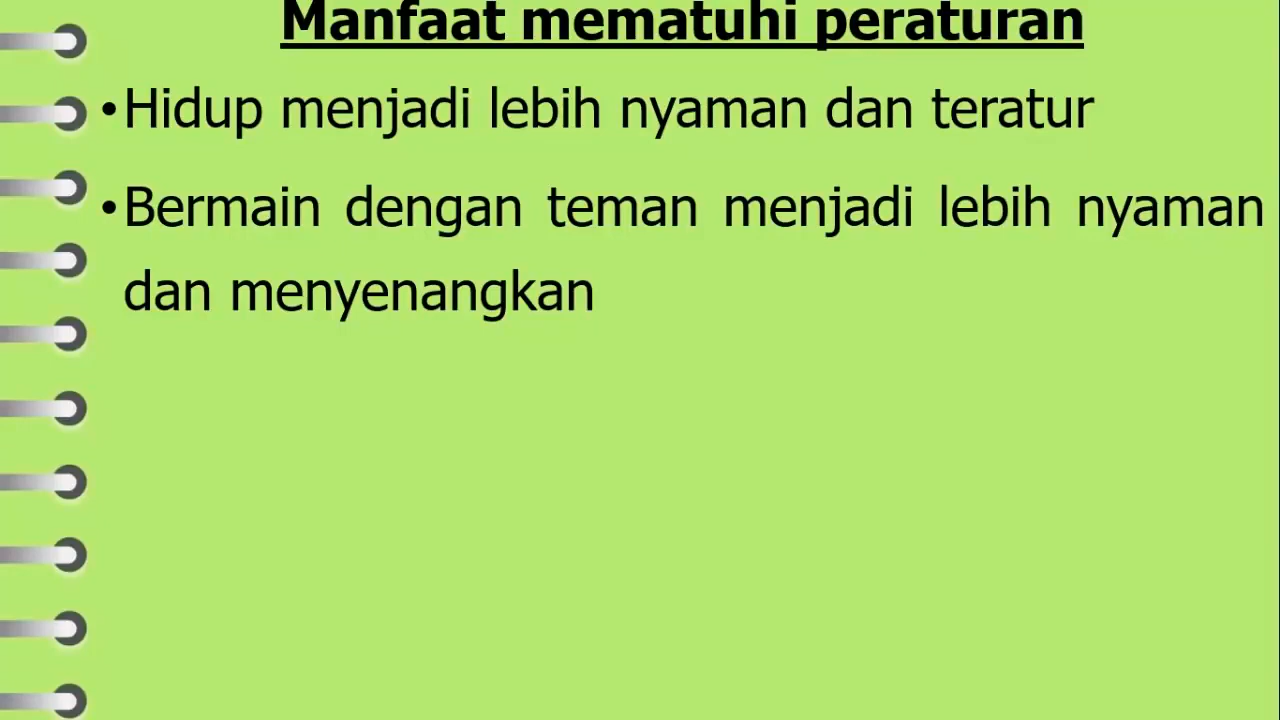 Manfaat mematuhi peraturan
•Hidup menjadi lebih nyaman dan teratur
•Bermain dengan teman menjadi lebih nyaman
dan menyenangkan